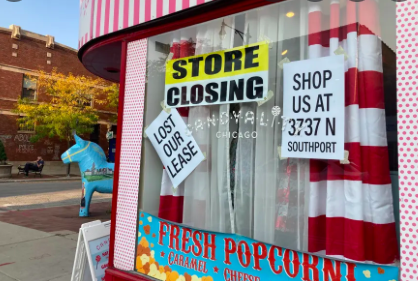 STORE
CLOSING
LOST
OUR
LEASE
SHOP
US AT
3737 N
SOUTHPORT
CHICAGO
FRESH POPCORN
CARAMEL • CHEESE